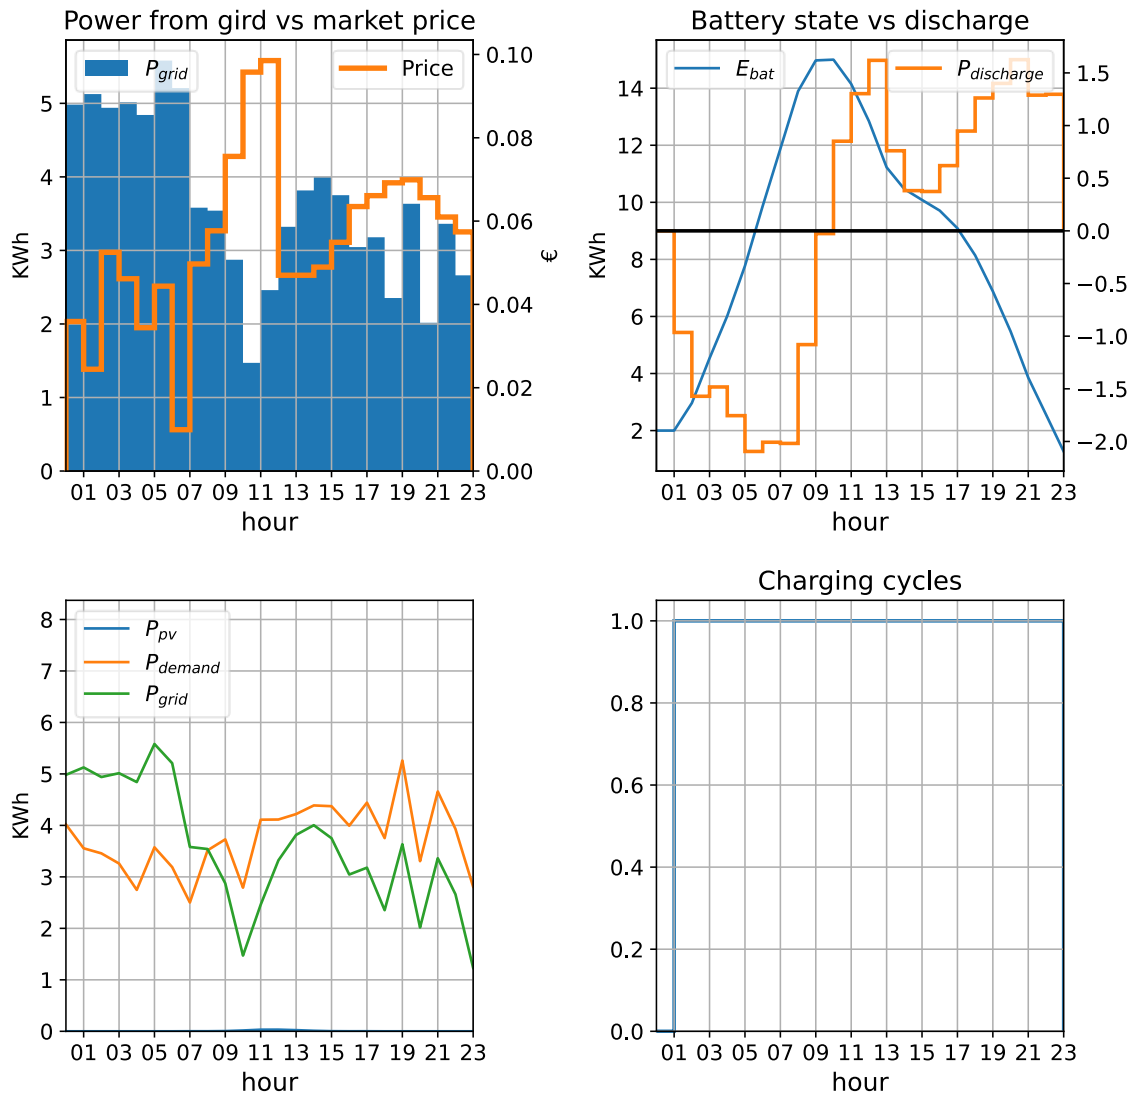 Power from gird vs market price
P_grid
Price
KWh
5
4
3
2
1
0
0.10
0.08
0.06
0.04
0.02
0.00
€
01 03 05 07 09 11 13 15 17 19 21 23
hour
Battery state vs discharge
E_bat
P_discharge
KWh
14
12
10
8
6
4
2
1.5
1.0
0.5
0.0
−0.5
−1.0
−1.5
−2.0
01 03 05 07 09 11 13 15 17 19 21 23
hour
P_pv
P_demand
P_grid
KWh
8
7
6
5
4
3
2
1
0
01 03 05 07 09 11 13 15 17 19 21 23
hour
Charging cycles
1.0
0.8
0.6
0.4
0.2
0.0
01 03 05 07 09 11 13 15 17 19 21 23
hour